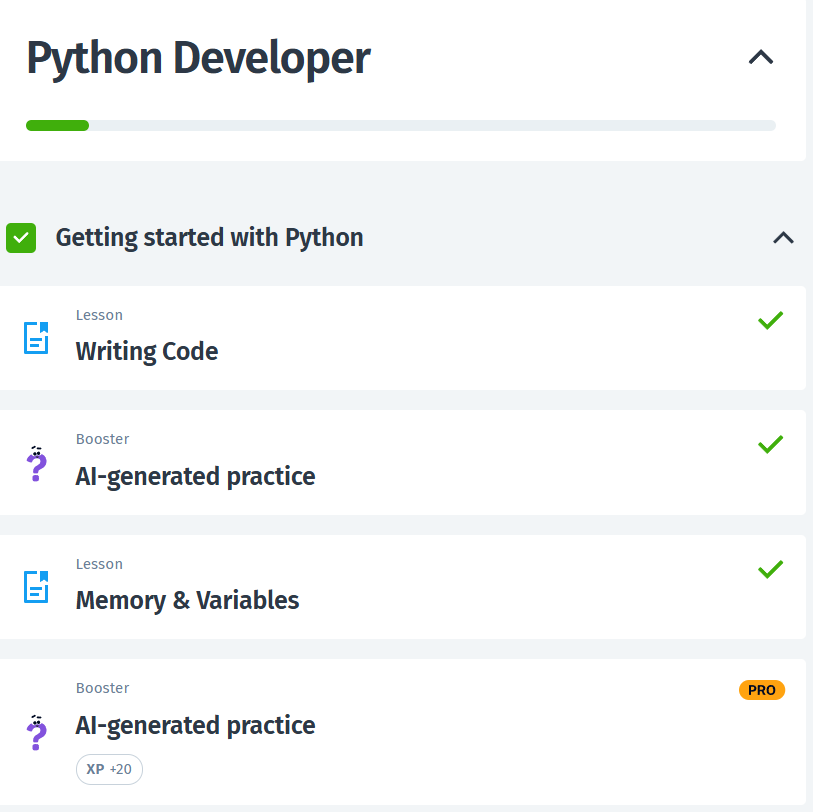 Python Developer
Getting started with Python
Lesson
Writing Code
Booster
AI-generated practice
Lesson
Memory & Variables
Booster
PRO
AI-generated practice
XP +20